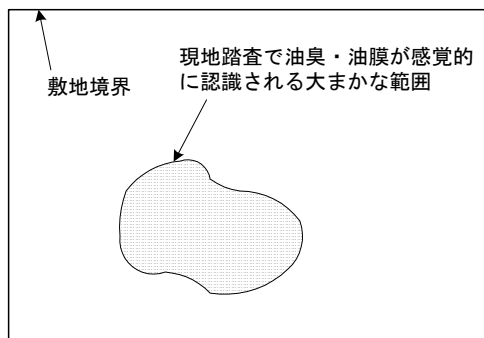 現地踏査で油臭・油膜が感覚的
に認識される大まかな範囲
敷地境界